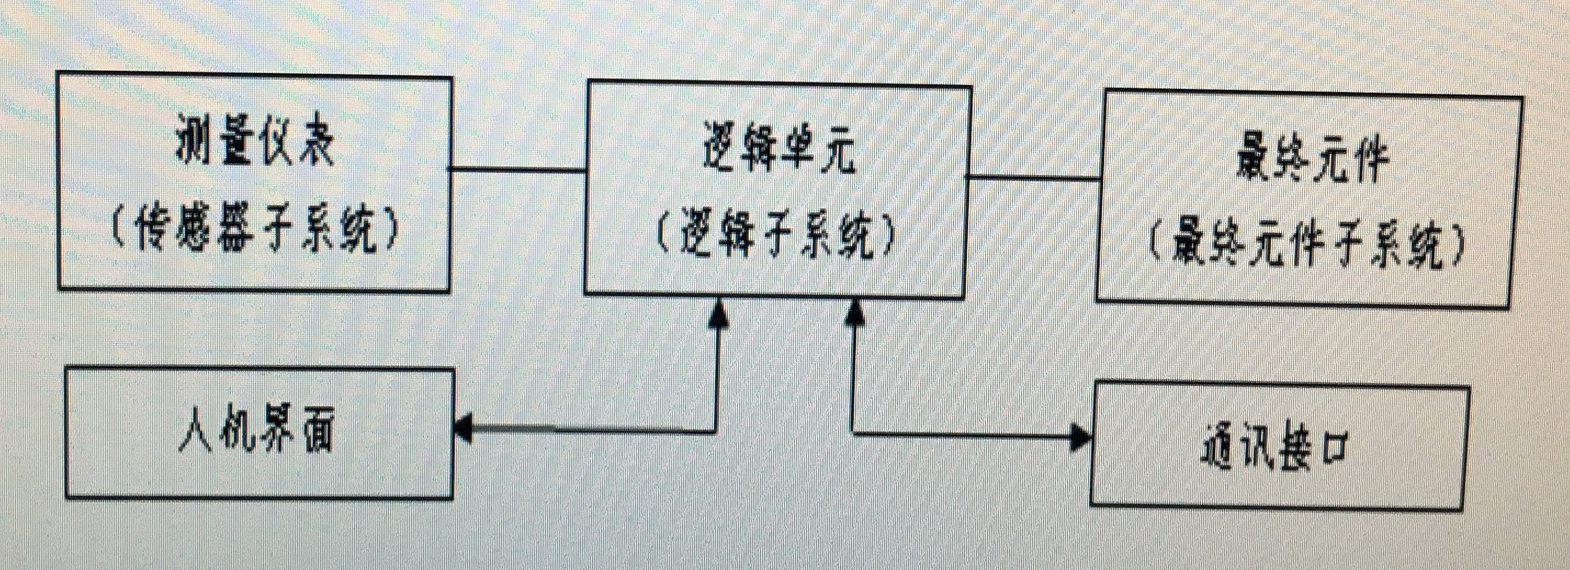 测量仪表
（传感器子系统）
逻辑单元
（逻辑子系统）
最终元件
（最终元件子系统）
人机界面
通讯接口